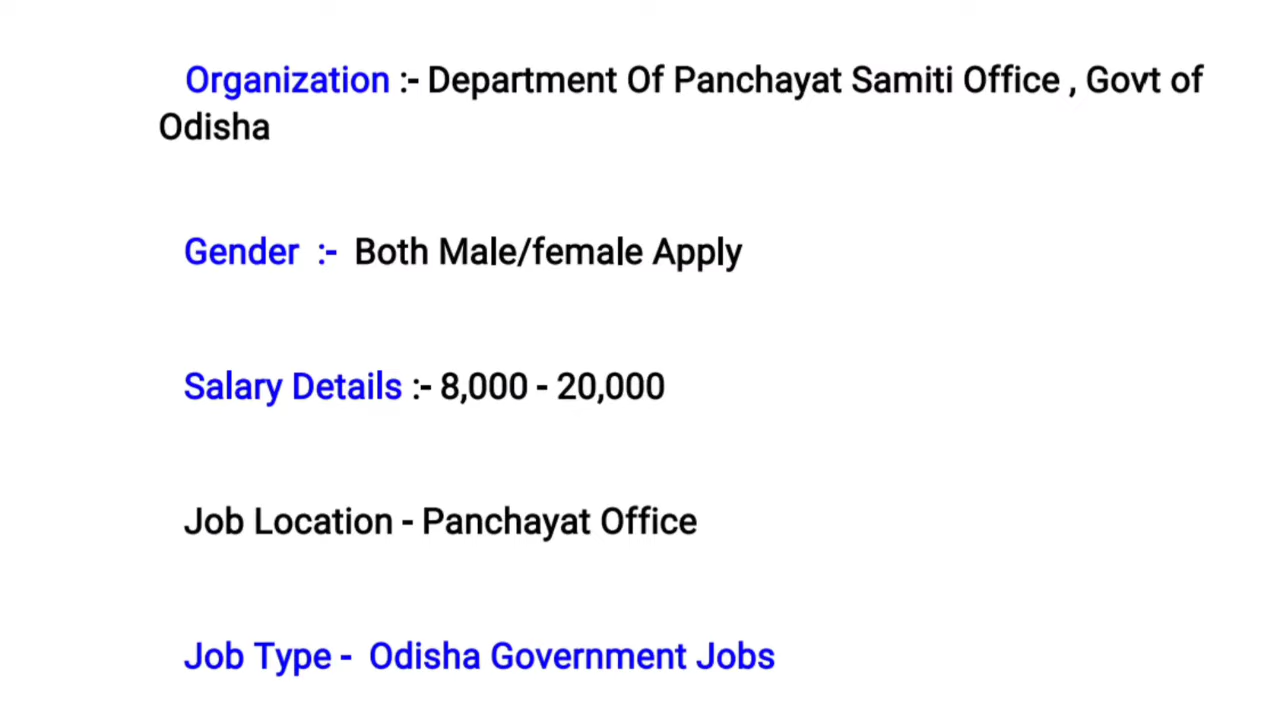 Organization :- Department Of Panchayat Samiti Office , Govt of
Odisha
Gender :- Both Male/female Apply
Salary Details :- 8,000 - 20,000
Job Location - Panchayat Office
Job Type - Odisha Government Jobs